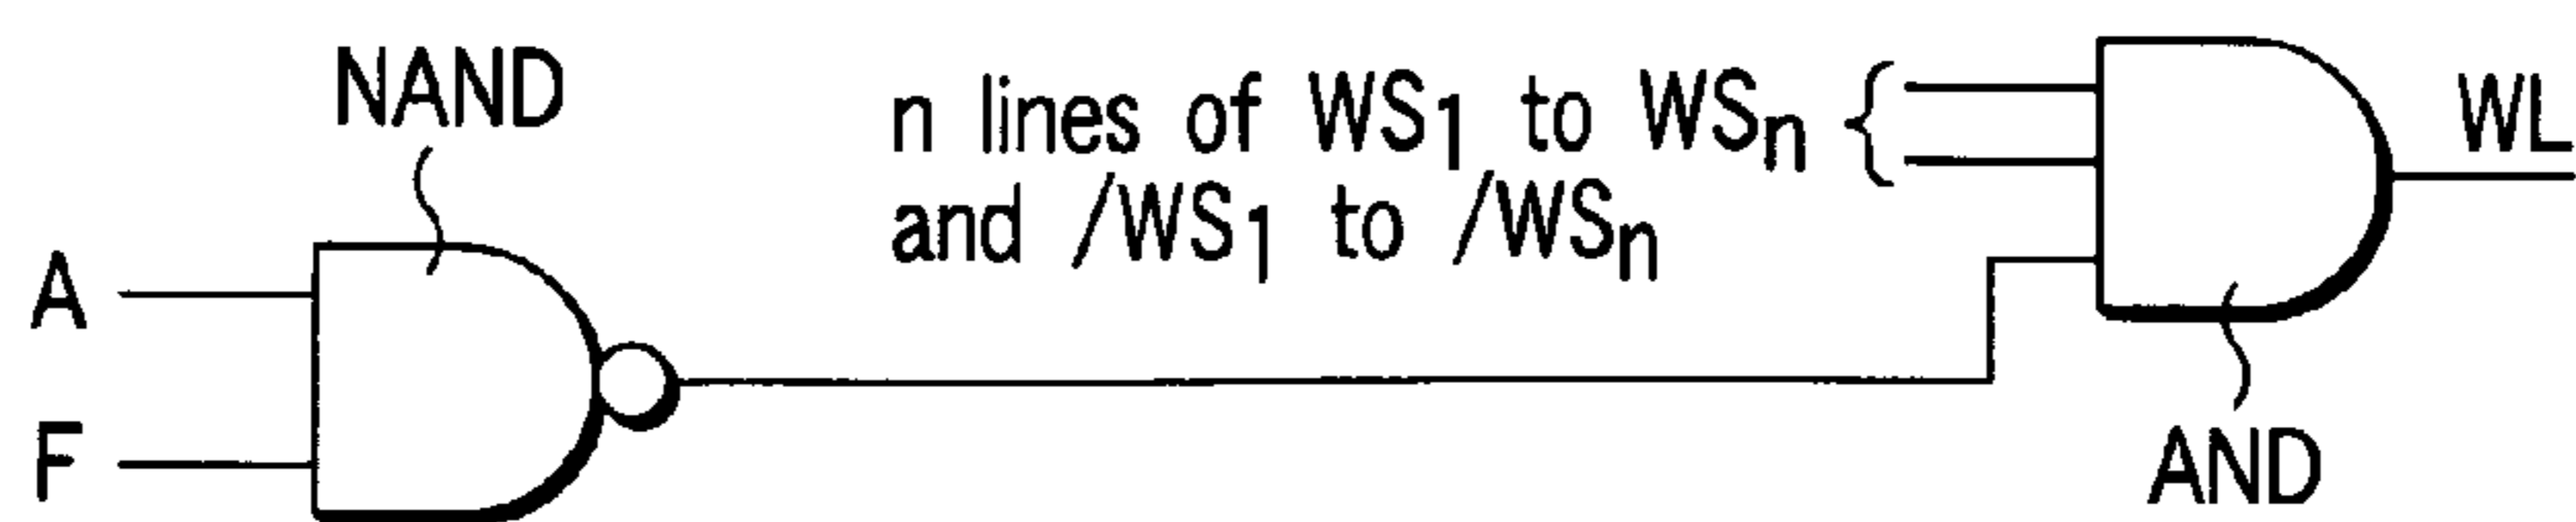 NAND
n lines of WS1 to WSn
and /WS1 to /WSn
WL
A
F
AND